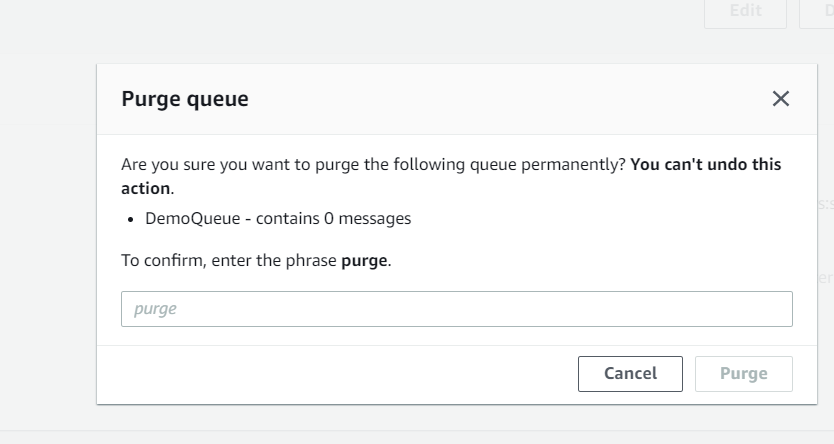 Edit
D
Purge queue
Are you sure you want to purge the following queue permanently? You can't undo this
action.
• DemoQueue - contains 0 messages
To confirm, enter the phrase purge.
purge
Cancel
Purge